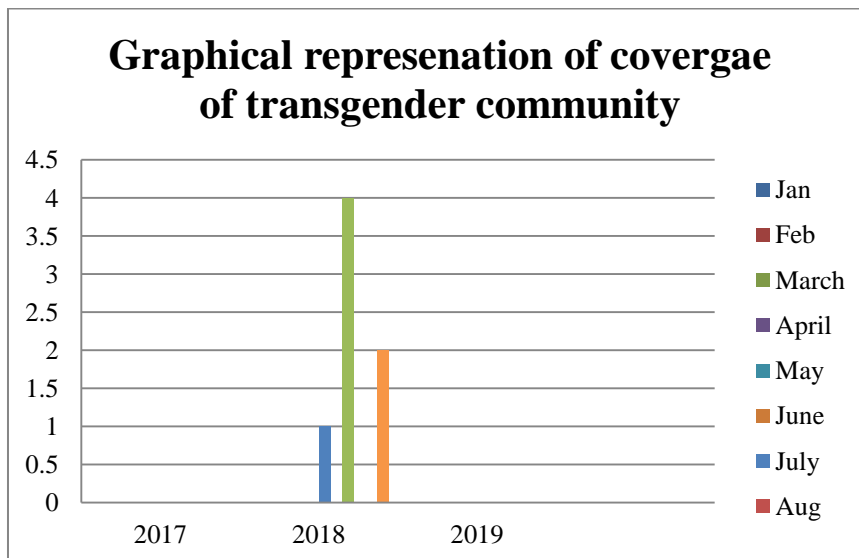 Graphical represenation of covergae
of transgender community
4.5
4
3.5
3
2.5
2
1.5
1
0.5
0
2017
2018
2019
Jan
Feb
March
April
May
June
July
Aug